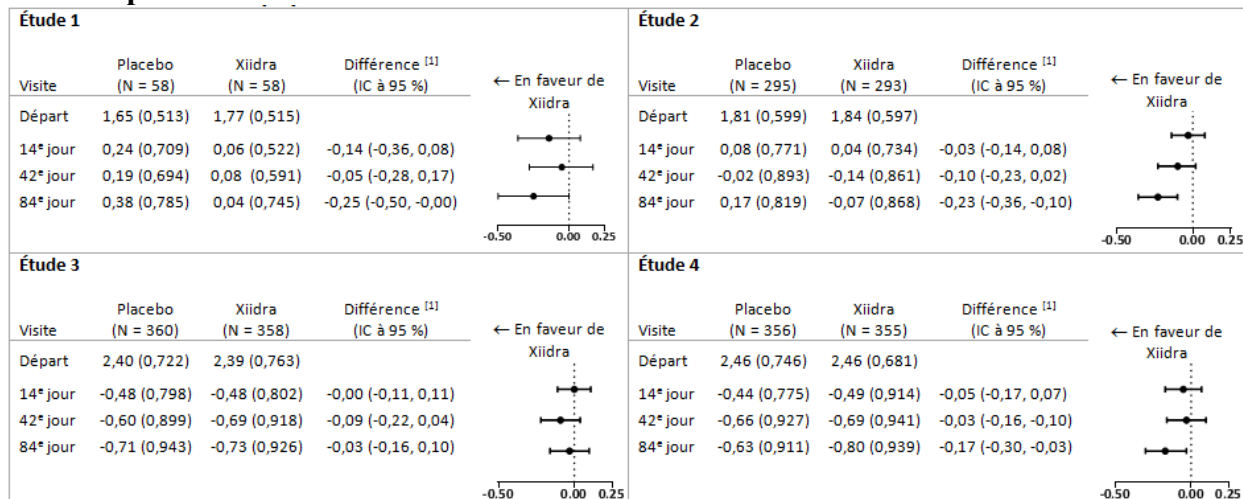 Étude 1
Placebo Xiidra Différence [1]
Visite (N = 58) (N = 58) (IC à 95 %) ← En faveur de
Xiidra
Départ 1,65 (0,513) 1,77 (0,515)
14e jour 0,24 (0,709) 0,06 (0,522) -0,14 (-0,36, 0,08)
42e jour 0,19 (0,694) 0,08 (0,591) -0,05 (-0,28, 0,17)
84e jour 0,38 (0,785) 0,04 (0,745) -0,25 (-0,50, -0,00)
-0.50 0.00 0.25
Étude 2
Placebo Xiidra Différence [1]
Visite (N = 295) (N = 293) (IC à 95 %) ← En faveur de
Xiidra
Départ 1,81 (0,599) 1,84 (0,597)
14e jour 0,08 (0,771) 0,04 (0,734) -0,03 (-0,14, 0,08)
42e jour -0,02 (0,893) -0,14 (0,861) -0,10 (-0,23, 0,02)
84e jour 0,17 (0,819) -0,07 (0,868) -0,23 (-0,36, -0,10)
-0.50 0.00 0.25
Étude 3
Placebo Xiidra Différence [1]
Visite (N = 360) (N = 358) (IC à 95 %) ← En faveur de
Xiidra
Départ 2,40 (0,722) 2,39 (0,763)
14e jour -0,48 (0,798) -0,48 (0,802) -0,00 (-0,11, 0,11)
42e jour -0,60 (0,899) -0,69 (0,918) -0,09 (-0,22, 0,04)
84e jour -0,71 (0,943) -0,73 (0,926) -0,03 (-0,16, 0,10)
-0.50 0.00 0.25
Étude 4
Placebo Xiidra Différence [1]
Visite (N = 356) (N = 355) (IC à 95 %) ← En faveur de
Xiidra
Départ 2,46 (0,746) 2,46 (0,681)
14e jour -0,44 (0,775) -0,49 (0,914) -0,05 (-0,17, 0,07)
42e jour -0,66 (0,927) -0,69 (0,941) -0,03 (-0,16, -0,10)
84e jour -0,63 (0,911) -0,80 (0,939) -0,17 (-0,30, -0,03)
-0.50 0.00 0.25